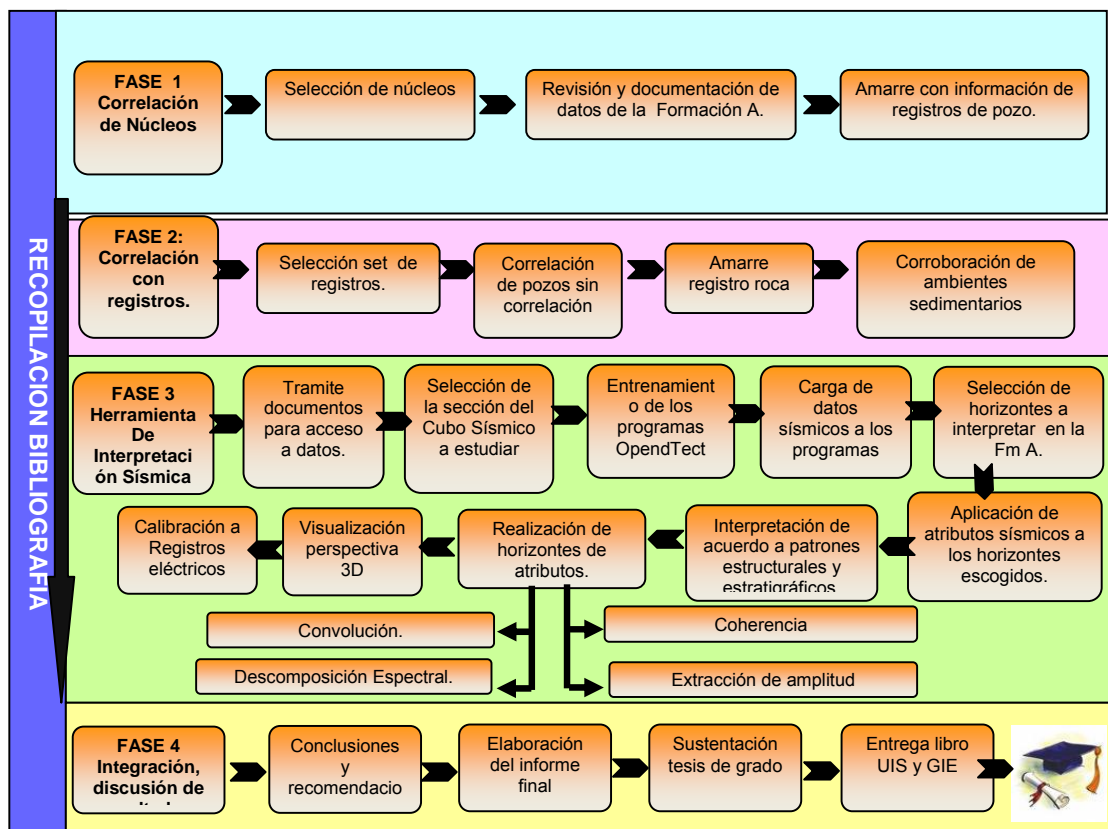 RECOPILACION BIBLIOGRAFIA
FASE 1
Correlación
de Núcleos
Selección de núcleos
Revisión y documentación de
datos de la Formación A.
Amarre con información de
registros de pozo.
FASE 2:
Correlación
con
registros.
Selección set de
registros.
Correlación
de pozos sin
correlación
Amarre
registro roca
Corroboración de
ambientes
sedimentarios
FASE 3
Herramienta
De
Interpretaci
ón Sísmica
Tramite
documentos
para acceso
a datos.
Selección de
la sección del
Cubo Sísmico
a estudiar
Entrenamient
o de los
programas
OpendTect
Carga de
datos
sísmicos a los
programas
Selección de
horizontes a
interpretar en la
Fm A.
Aplicación de
atributos sísmicos a
los horizontes
escogidos.
Interpretación de
acuerdo a patrones
estructurales y
estratigráficos
Realización de
horizontes de
atributos.
Visualización
perspectiva
3D
Calibración a
Registros
eléctricos
Convolución.
Coherencia
Descomposición Espectral.
Extracción de amplitud
FASE 4
Integración,
discusión de
Conclusiones
y
recomendacio
Elaboración
del informe
final
Sustentación
tesis de grado
Entrega libro
UIS y GIE